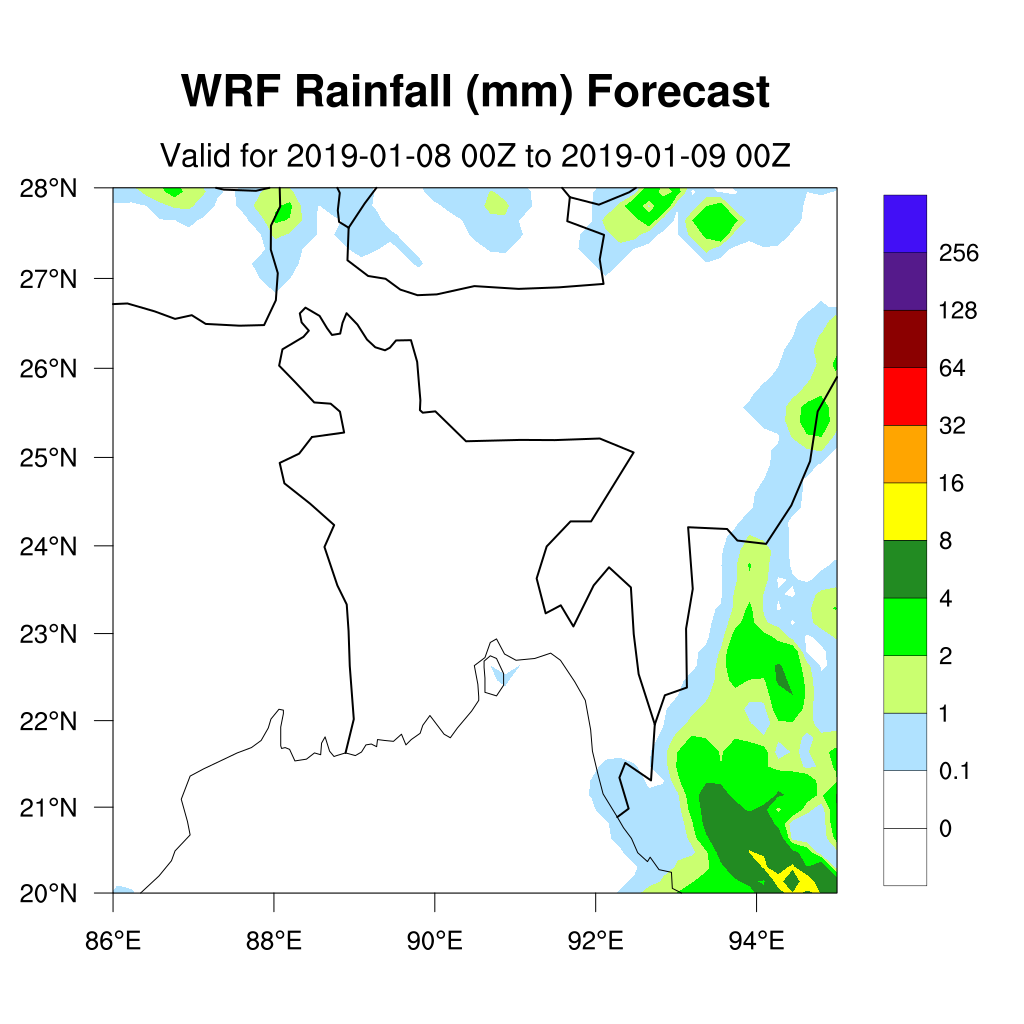 WRF Rainfall (mm) Forecast
Valid for 2019-01-08 00Z to 2019-01-09 00Z
28°N
27°N
26°N
25°N
24°N
23°N
22°N
21°N
20°N
86°E 88°E 90°E 92°E 94°E
256
128
64
32
16
8
4
2
1
0.1
0